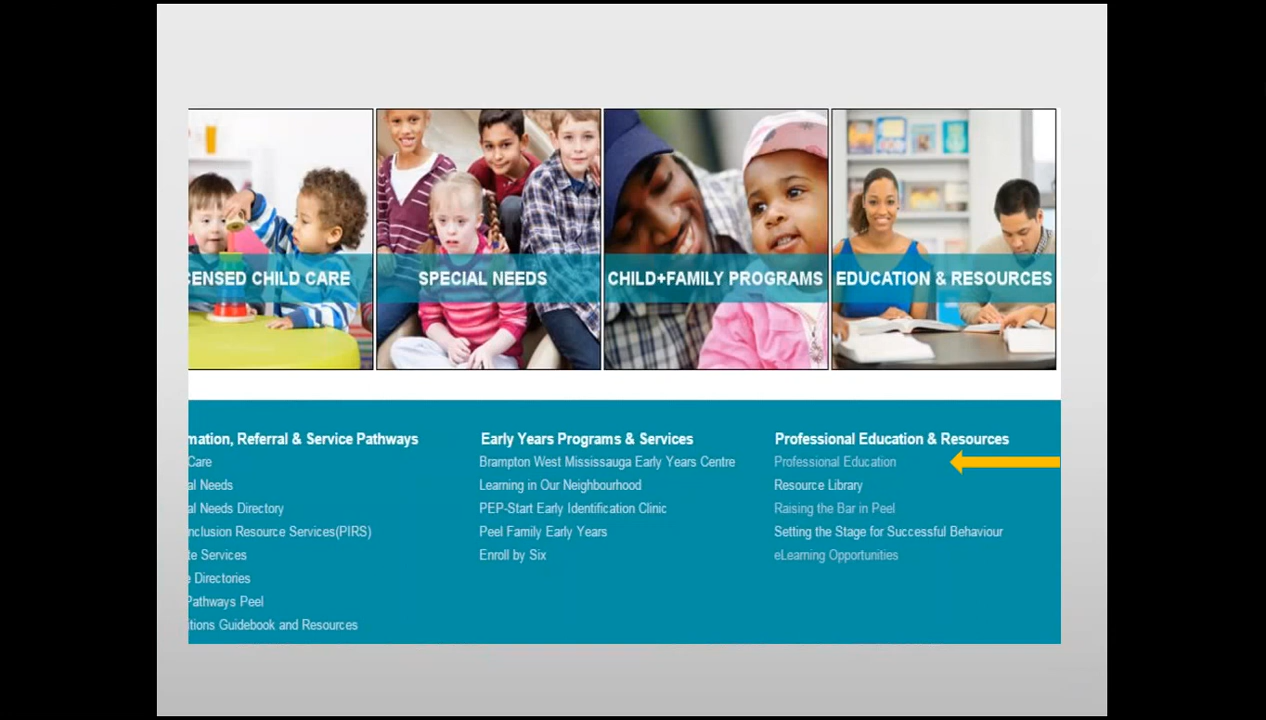 CENSED CHILD CARE
SPECIAL NEEDS
CHILD+FAMILY PROGRAMS
EDUCATION & RESOURCES
mation, Referral & Service Pathways
Care
al Needs
al Needs Directory
nclusion Resource Services(PIRS)
te Services
e Directories
Pathways Peel
itions Guidebook and Resources
Early Years Programs & Services
Brampton West Mississauga Early Years Centre
Learning in Our Neighbourhood
PEP-Start Early Identification Clinic
Peel Family Early Years
Enroll by Six
Professional Education & Resources
Professional Education
Resource Library
Raising the Bar in Peel
Setting the Stage for Successful Behaviour
eLearning Opportunities